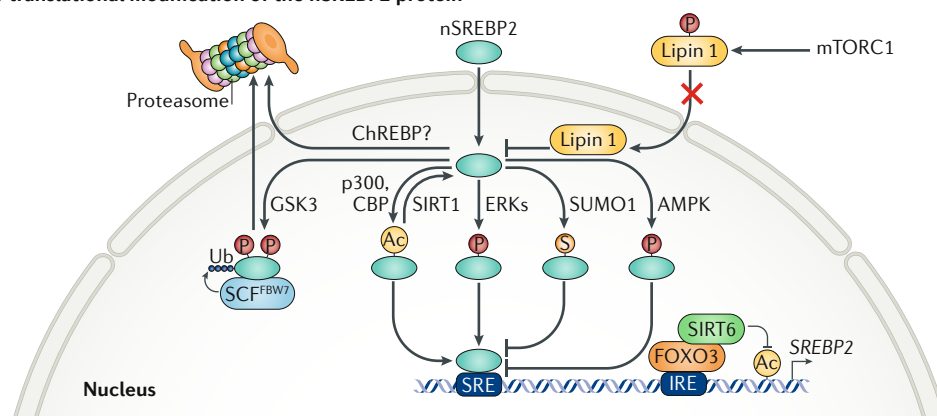 nSREBP2
P
Lipin 1
mTORC1
Proteasome
ChREBP?
Lipin 1
p300,
CBP
SIRT1
ERKs
SUMO1
AMPK
GSK3
P
P
Ac
P
S
P
Ub
SCFFBW7
SIRT6
FOXO3
Ac
SREBP2
SRE
IRE
Nucleus